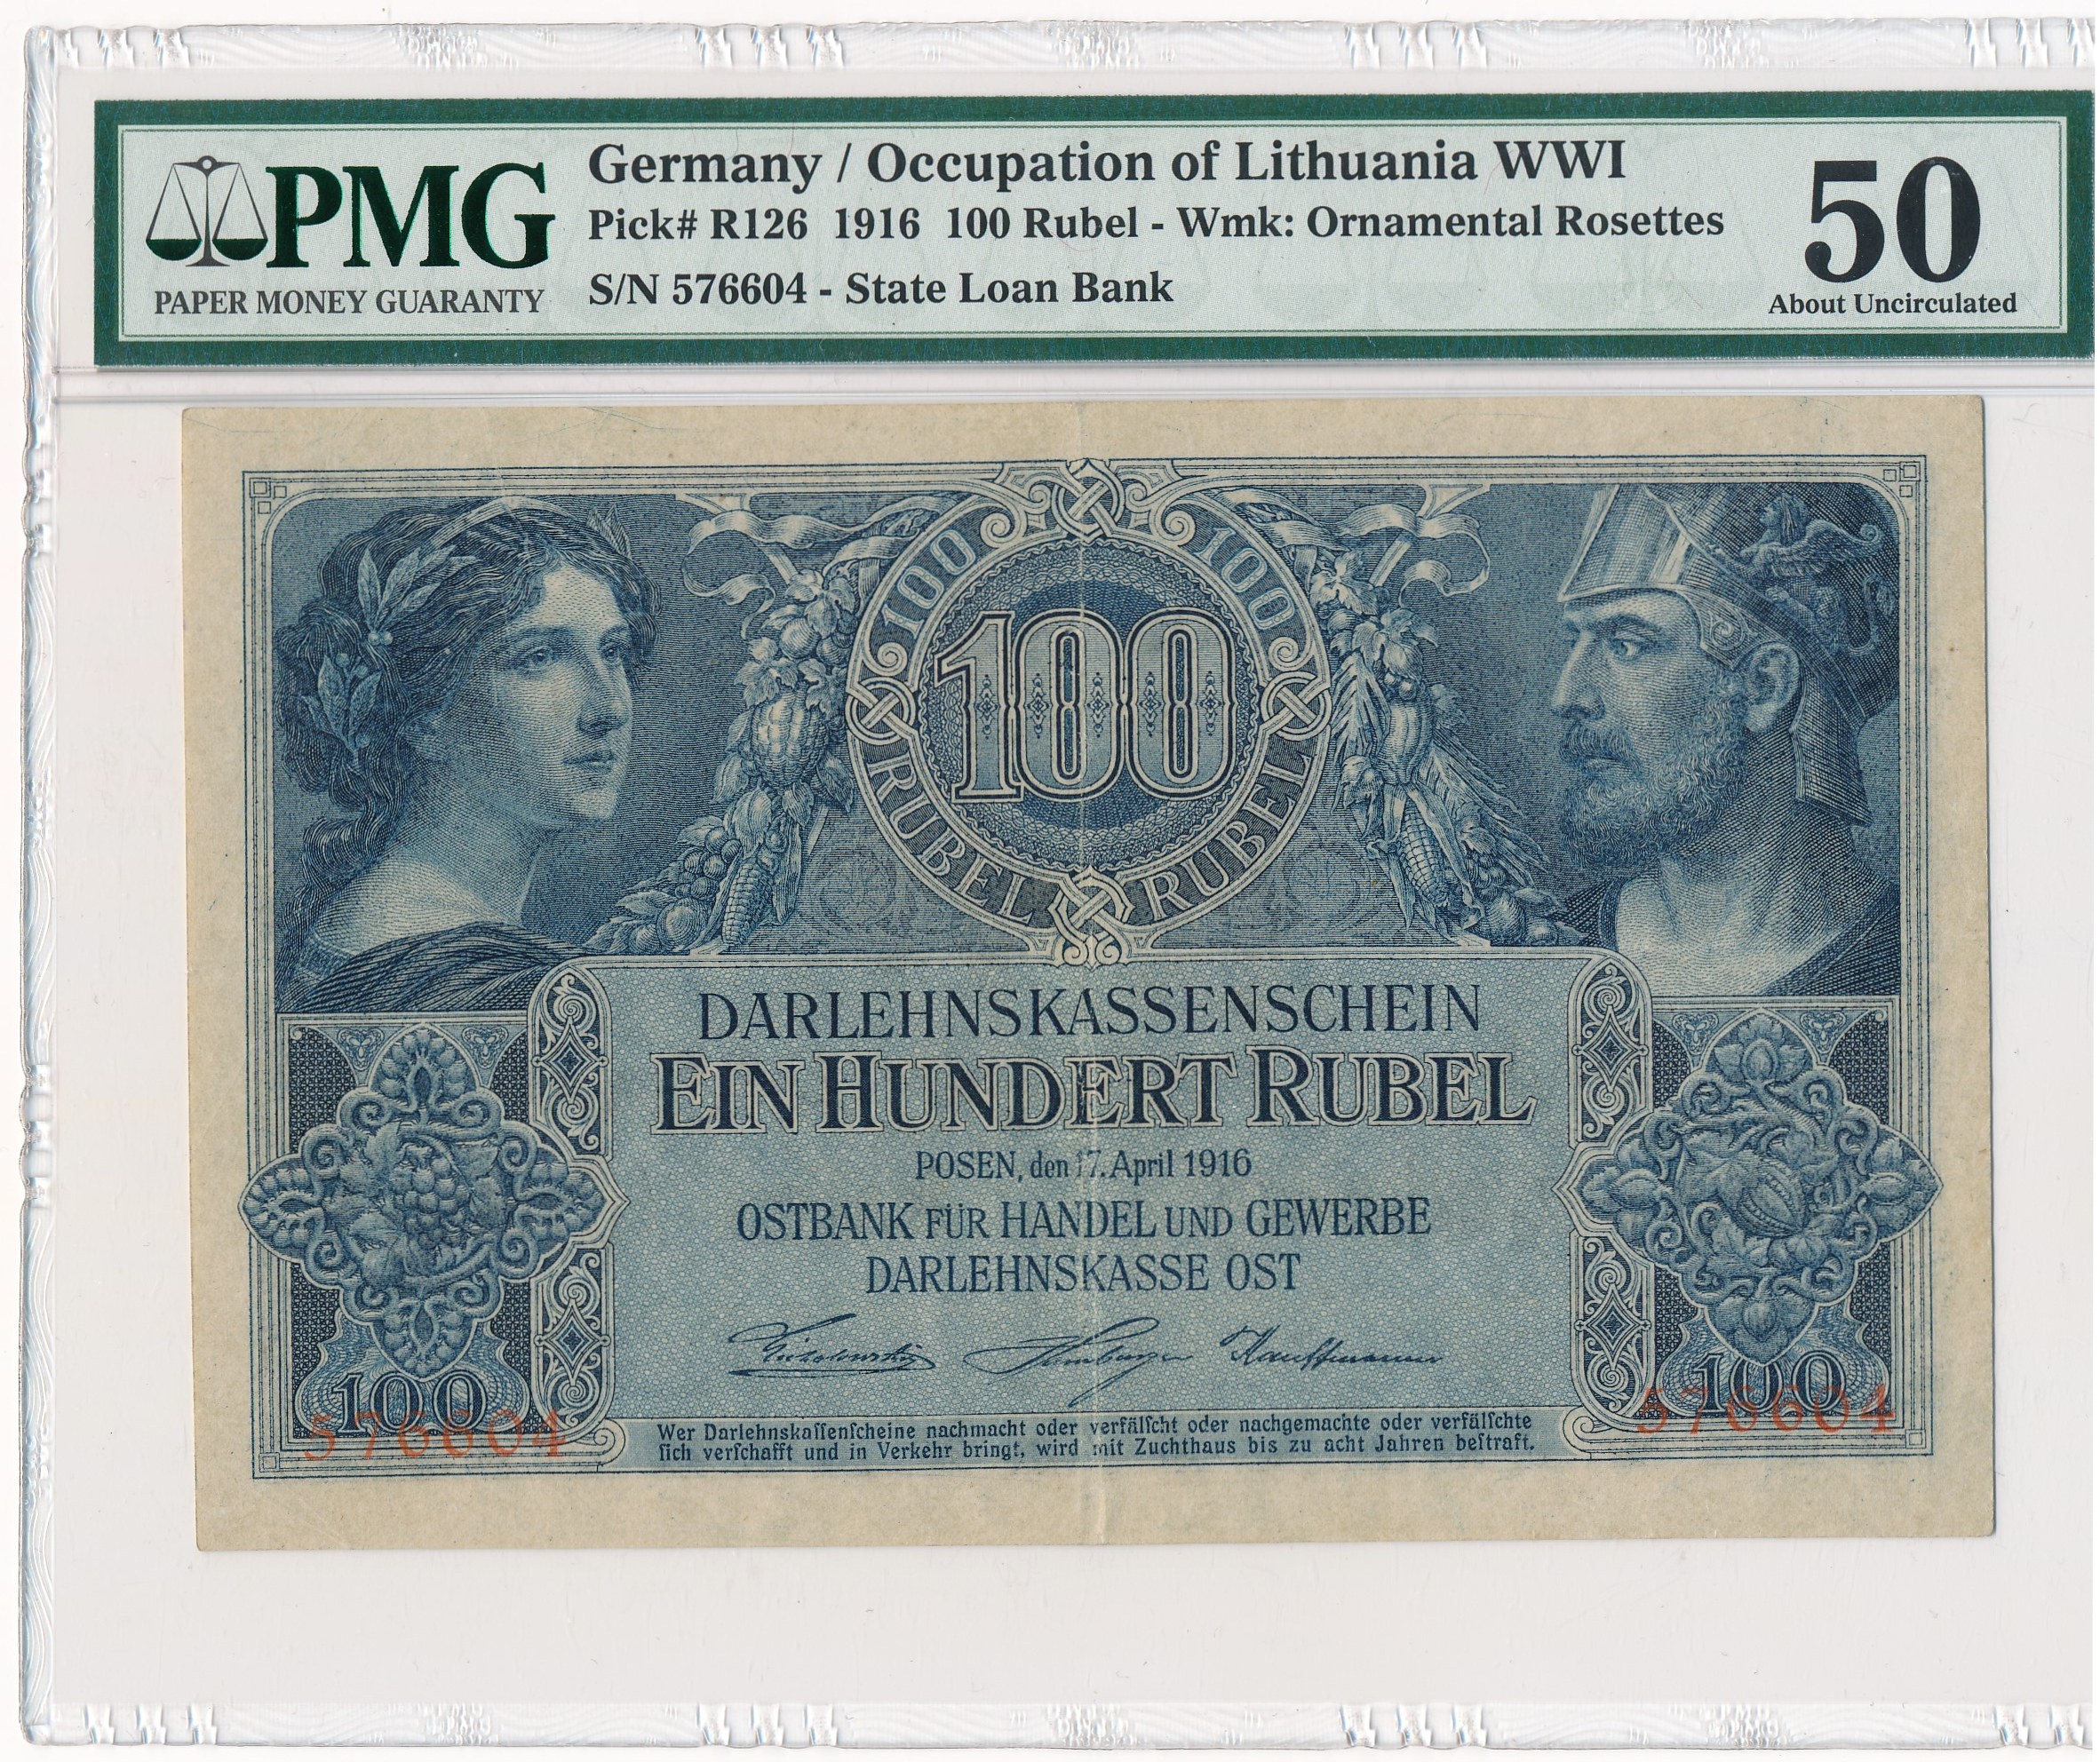 PMG
PAPER MONEY GUARANTY
Germany / Occupation of Lithuania WWI
Pick# R126 1916 100 Rubel - Wmk: Ornamental Rosettes
S/N 576604 - State Loan Bank
50
About Uncirculated
100 100
100
RUBEL RUBEL
DARLEHNSKASSENSCHEIN
EIN HUNDERT RUBEL
POSEN, den 17. April 1916
OSTBANK FÜR HANDEL UND GEWERBE
DARLEHNSKASSE OST
Hamburger Kauffmann
100 100
576604 576604
Wer Darlehnskaſſenſcheine nachmacht oder verfälſcht oder nachgemachte oder verfälſchte
ſich verſchafft und in Verkehr bringt, wird mit Zuchthaus bis zu acht Jahren beſtraft.